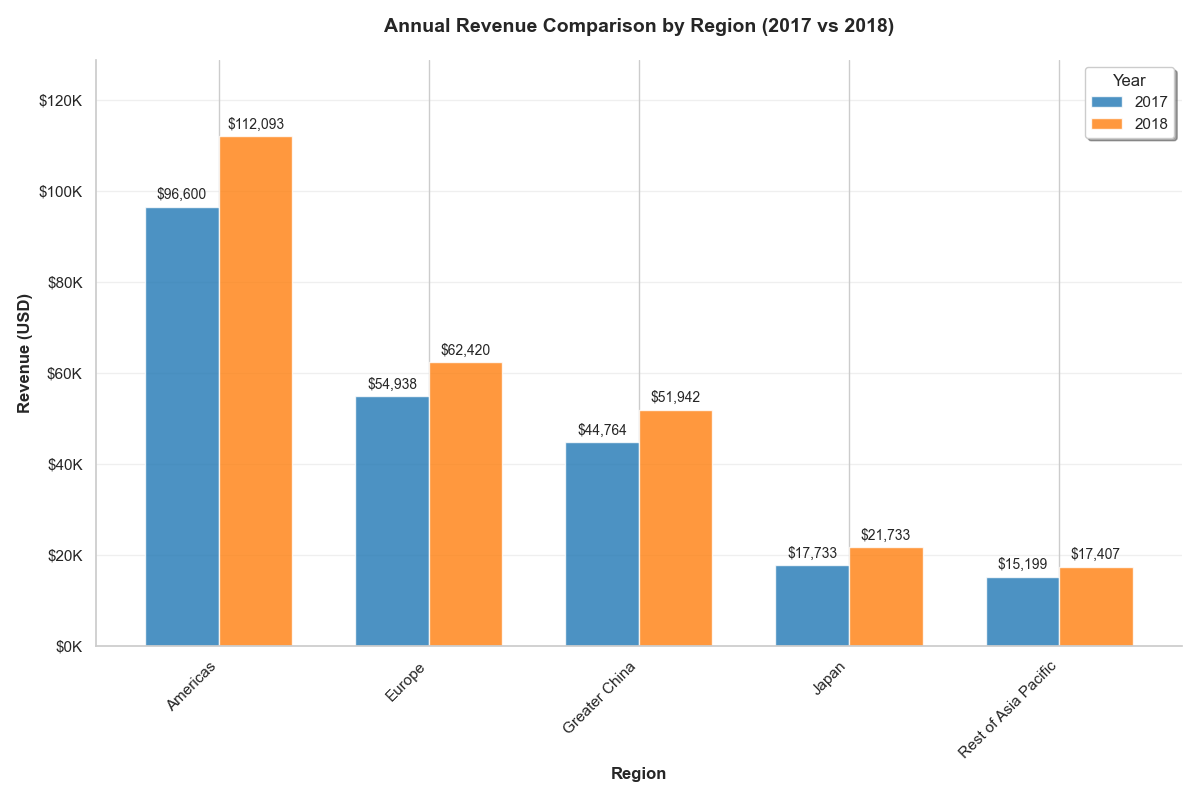 Annual Revenue Comparison by Region (2017 vs 2018)
Year
2017
2018
Revenue (USD)
$120K
$100K
$80K
$60K
$40K
$20K
$0K
$96,600
$112,093
$54,938
$62,420
$44,764
$51,942
$17,733
$21,733
$15,199
$17,407
Americas
Europe
Greater China
Japan
Rest of Asia Pacific
Region